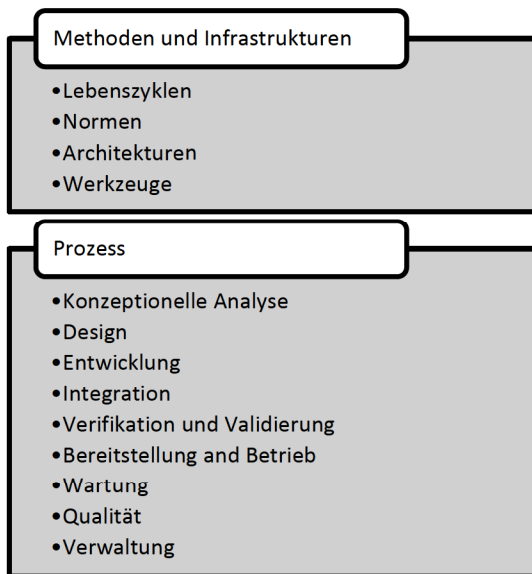 Methoden und Infrastrukturen
•Lebenszyklen
•Normen
•Architekturen
•Werkzeuge
Prozess
•Konzeptionelle Analyse
•Design
•Entwicklung
•Integration
•Verifikation und Validierung
•Bereitstellung and Betrieb
•Wartung
•Qualität
•Verwaltung